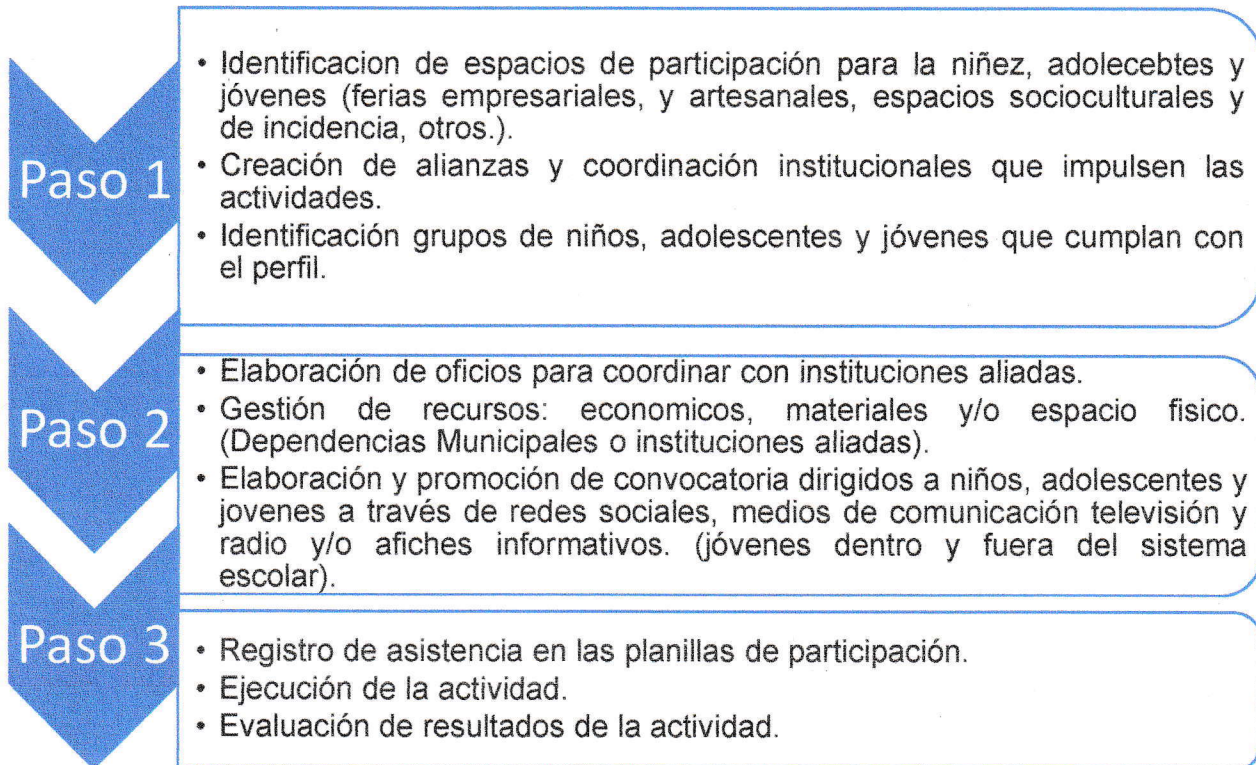 Paso 1
• Identificacion de espacios de participación para la niñez, adolecebtes y
jóvenes (ferias empresariales, y artesanales, espacios socioculturales y
de incidencia, otros.).
• Creación de alianzas y coordinación institucionales que impulsen las
actividades.
• Identificación grupos de niños, adolescentes y jóvenes que cumplan con
el perfil.
Paso 2
• Elaboración de oficios para coordinar con instituciones aliadas.
• Gestión de recursos: economicos, materiales y/o espacio fisico.
(Dependencias Municipales o instituciones aliadas).
• Elaboración y promoción de convocatoria dirigidos a niños, adolescentes y
jovenes a través de redes sociales, medios de comunicación televisión y
radio y/o afiches informativos. (jóvenes dentro y fuera del sistema
escolar).
Paso 3
• Registro de asistencia en las planillas de participación.
• Ejecución de la actividad.
• Evaluación de resultados de la actividad.